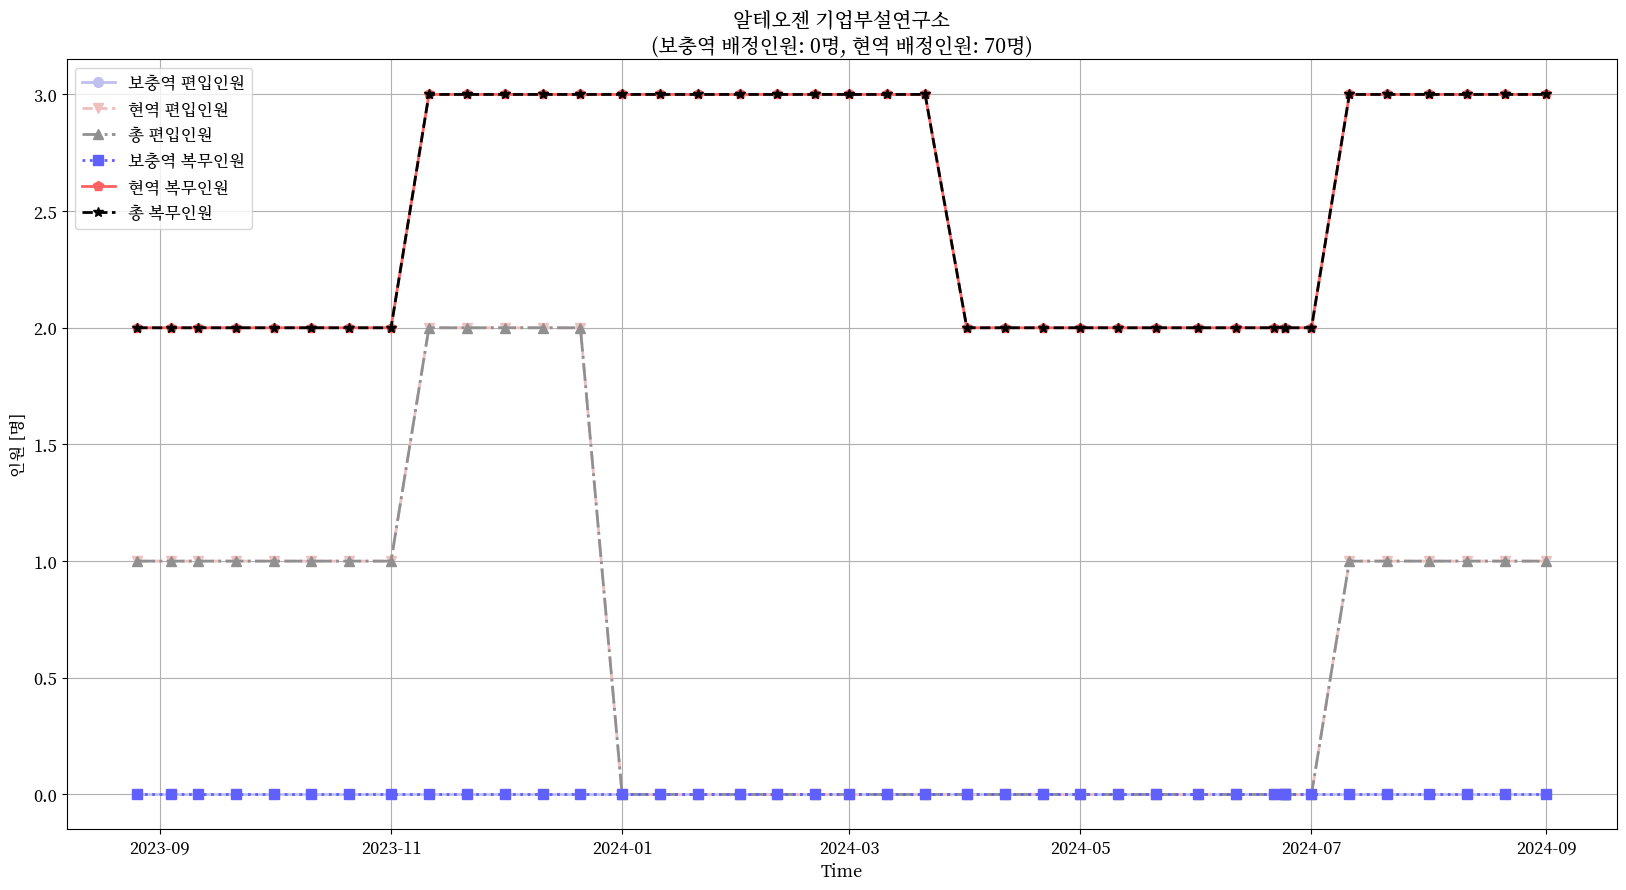 알테오젠 기업부설연구소
(보충역 배정인원: 0명, 현역 배정인원: 70명)
보충역 편입인원
현역 편입인원
총 편입인원
보충역 복무인원
현역 복무인원
총 복무인원
3.0
2.5
2.0
1.5
1.0
0.5
0.0
인원 [명]
2023-09 2023-11 2024-01 2024-03 2024-05 2024-07 2024-09
Time